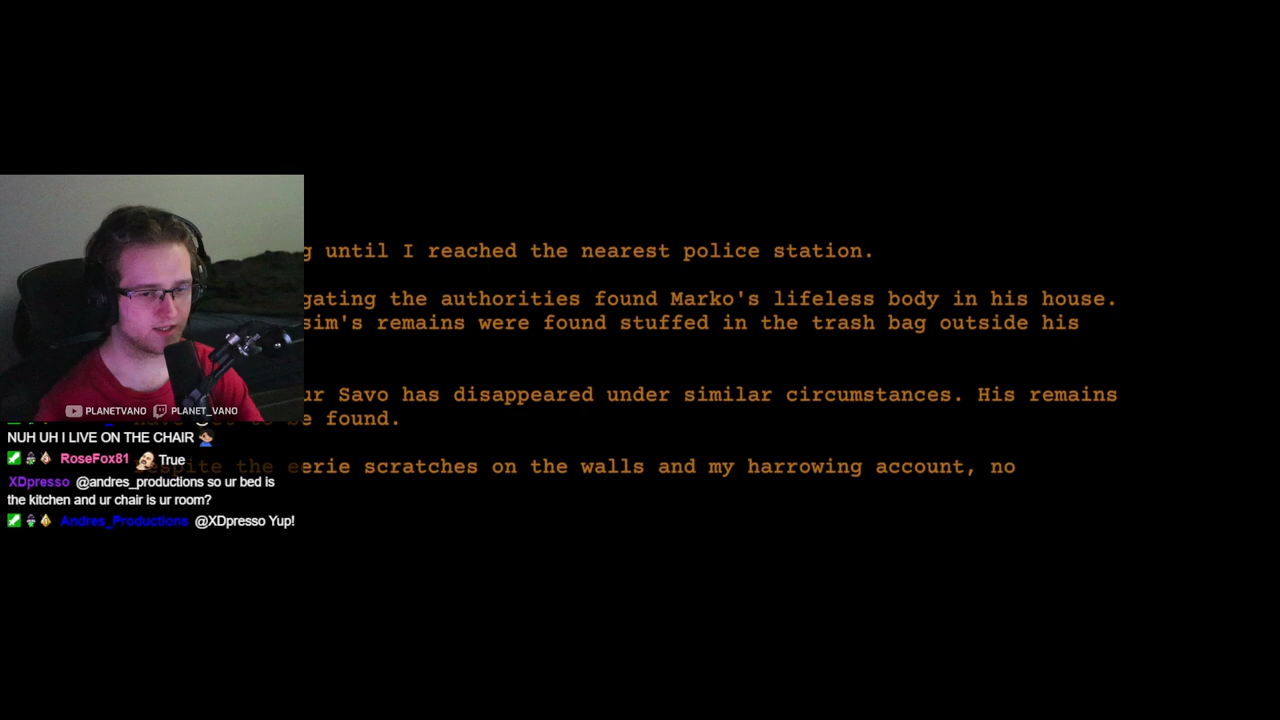 g until I reached the nearest police station.
gating the authorities found Marko's lifeless body in his house.
sim's remains were found stuffed in the trash bag outside his
ur Savo has disappeared under similar circumstances. His remains
be found.
Despite the eerie scratches on the walls and my harrowing account, no
PLANETVANO PLANET_VANO
NUH UH I LIVE ON THE CHAIR
RoseFox81 True
XDpresso @andres_productions so ur bed is
the kitchen and ur chair is ur room?
Andres_Productions @XDpresso Yup!